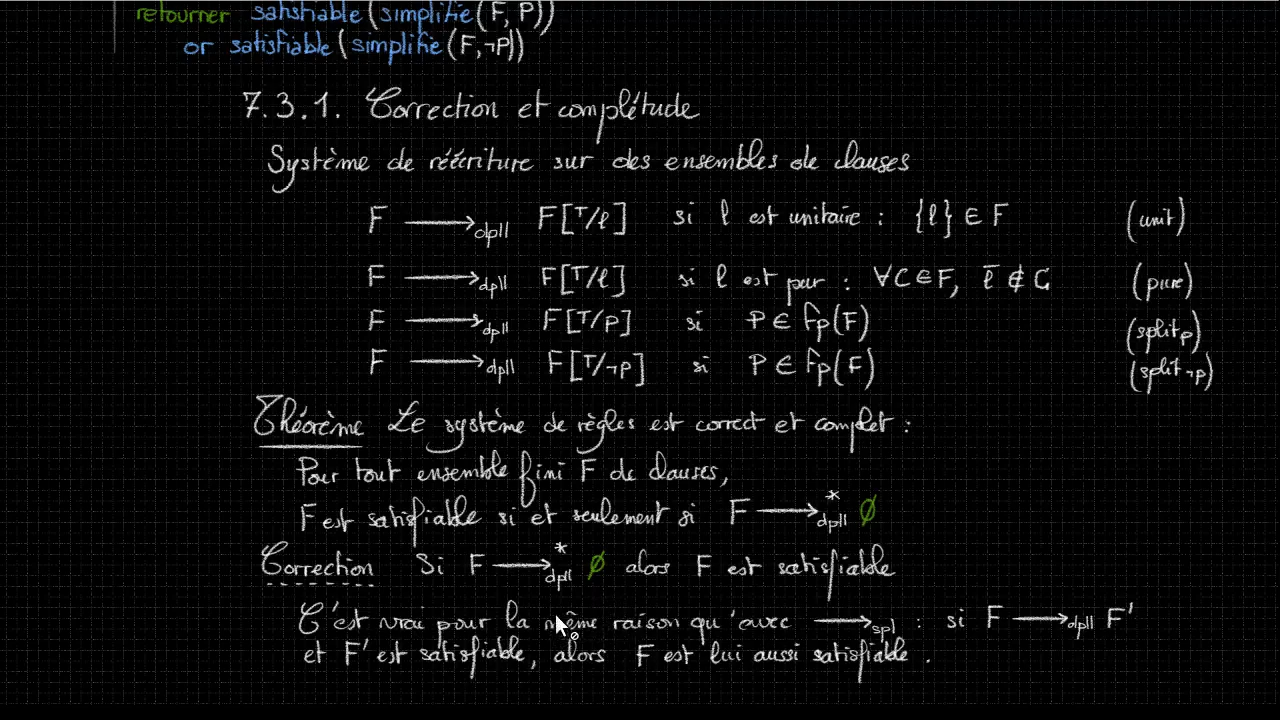 retourner satisfiable (simplifie (F, P))
or satisfiable (simplifie (F, ¬P))
7.3.1. Correction et complétude
Système de réécriture sur des ensembles de clauses
F ⟶dpll F[T/ℓ] si ℓ est unitaire : {ℓ} ∈ F (unit)
F ⟶dpll F[T/ℓ] si ℓ est pur : ∀C∈F, ℓ̄ ∉ C (pure)
F ⟶dpll F[T/P] si P ∈ fp(F) (split P)
F ⟶dpll F[T/¬P] si P ∈ fp(F) (split ¬P)
Théorème Le système de règles est correct et complet :
Pour tout ensemble fini F de clauses,
F est satisfiable si et seulement si F ⟶*dpll ∅
Correction Si F ⟶*dpll ∅ alors F est satisfiable
C'est vrai pour la même raison qu'avec ⟶spl : si F ⟶dpll F'
et F' est satisfiable, alors F est lui aussi satisfiable.